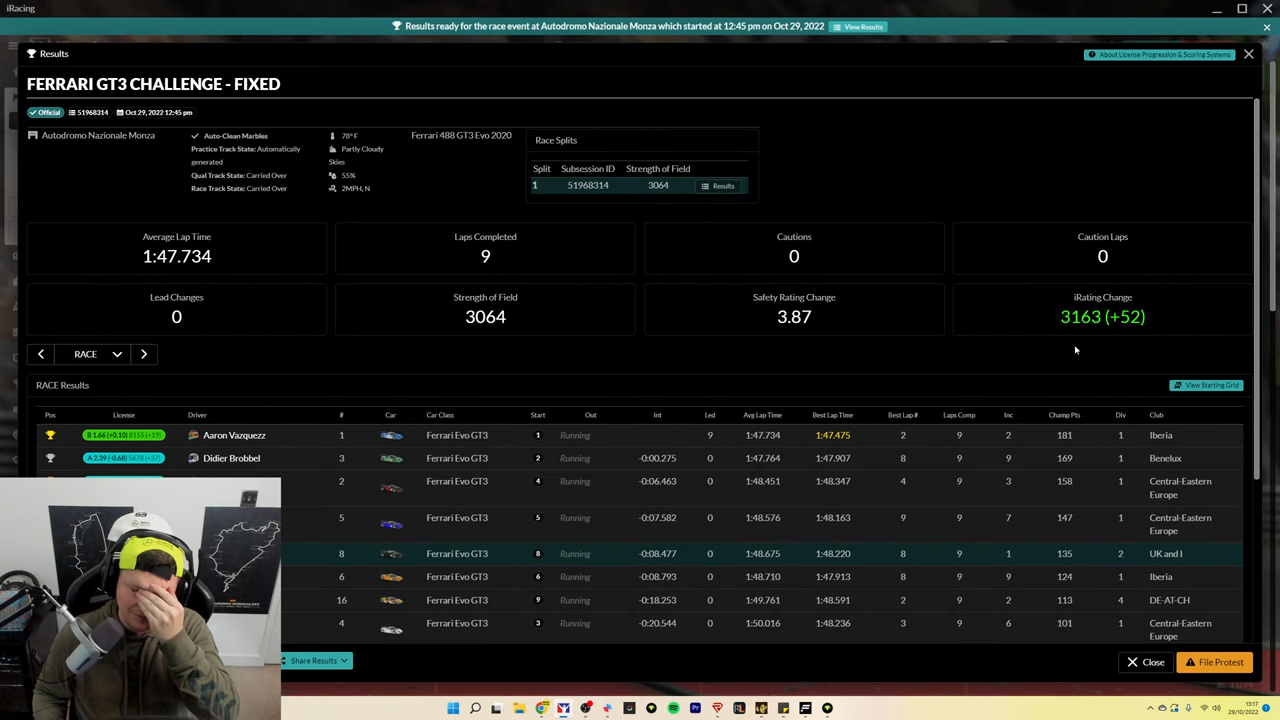 iRacing
Results ready for the race event at Autodromo Nazionale Monza which started at 12:45 pm on Oct 29, 2022 View Results
Results
About License Progression & Scoring Systems
FERRARI GT3 CHALLENGE - FIXED
Official 51968314 Oct 29, 2022 12:45 pm
Autodromo Nazionale Monza
Auto-Clean Marbles
Practice Track State: Automatically
generated
Qual Track State: Carried Over
Race Track State: Carried Over
78° F
Partly Cloudy
Skies
55%
2MPH, N
Ferrari 488 GT3 Evo 2020
Race Splits
Split Subsession ID Strength of Field
1 51968314 3064 Results
Average Lap Time
1:47.734
Laps Completed
9
Cautions
0
Caution Laps
0
Lead Changes
0
Strength of Field
3064
Safety Rating Change
3.87
iRating Change
3163 (+52)
RACE
RACE Results
View Starting Grid
Pos License Driver # Car Car Class Start Out Int Led Avg Lap Time Best Lap Time Best Lap# Laps Comp Inc Champ Pts Div Club
B 1.66 (+0.10) 8155 (+19) Aaron Vazquezz 1 Ferrari Evo GT3 1 Running 9 1:47.734 1:47.475 2 9 2 181 1 Iberia
A 2.39 (-0.68) 5678 (+37) Didier Brobbel 3 Ferrari Evo GT3 2 Running -0:00.275 0 1:47.764 1:47.907 8 9 9 169 1 Benelux
2 Ferrari Evo GT3 4 Running -0:06.463 0 1:48.451 1:48.347 4 9 3 158 1 Central-Eastern
Europe
5 Ferrari Evo GT3 5 Running -0:07.582 0 1:48.576 1:48.163 9 9 7 147 1 Central-Eastern
Europe
8 Ferrari Evo GT3 8 Running -0:08.477 0 1:48.675 1:48.220 8 9 1 135 2 UK and I
6 Ferrari Evo GT3 6 Running -0:08.793 0 1:48.710 1:47.913 8 9 9 124 1 Iberia
16 Ferrari Evo GT3 9 Running -0:18.253 0 1:49.761 1:48.591 2 9 2 113 4 DE-AT-CH
4 Ferrari Evo GT3 3 Running -0:20.544 0 1:50.016 1:48.236 3 9 6 101 1 Central-Eastern
Europe
Share Results
Close
File Protest
13:17
29/10/2022